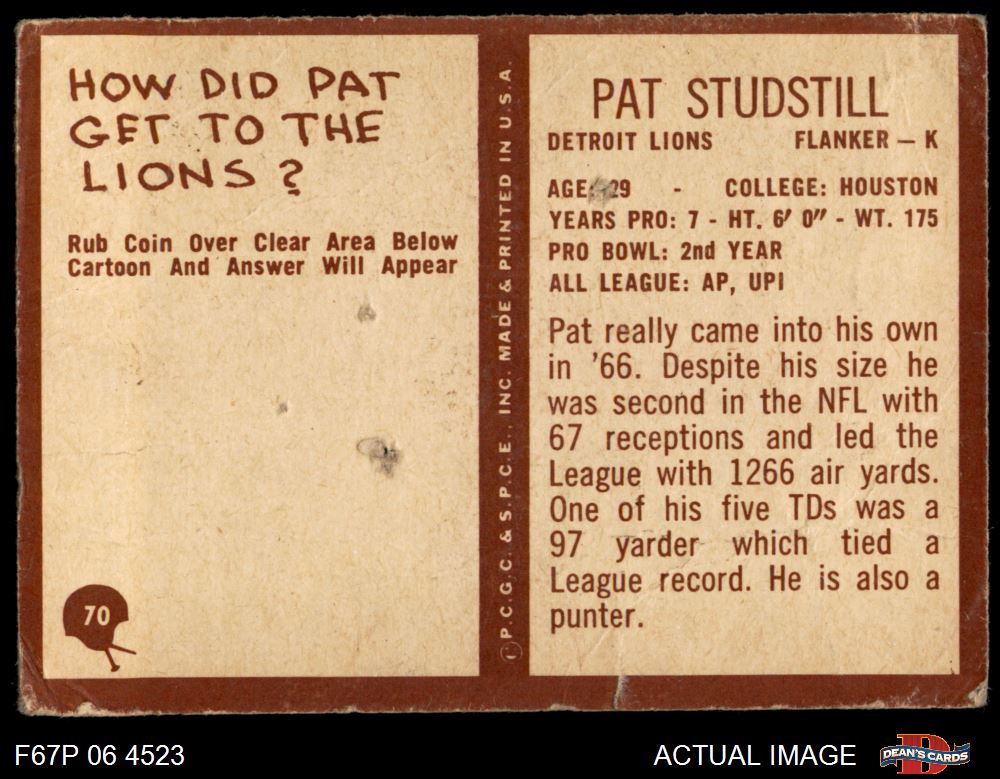 HOW DID PAT
GET TO THE
LIONS?
Rub Coin Over Clear Area Below
Cartoon And Answer Will Appear
70
© P.C.G.C. & S.P.C.E., INC. MADE & PRINTED IN U.S.A.
PAT STUDSTILL
DETROIT LIONS FLANKER – K
AGE: 29 - COLLEGE: HOUSTON
YEARS PRO: 7 - HT. 6' 0" - WT. 175
PRO BOWL: 2nd YEAR
ALL LEAGUE: AP, UPI
Pat really came into his own
in '66. Despite his size he
was second in the NFL with
67 receptions and led the
League with 1266 air yards.
One of his five TDs was a
97 yarder which tied a
League record. He is also a
punter.
F67P 06 4523
ACTUAL IMAGE
DEAN'S CARDS